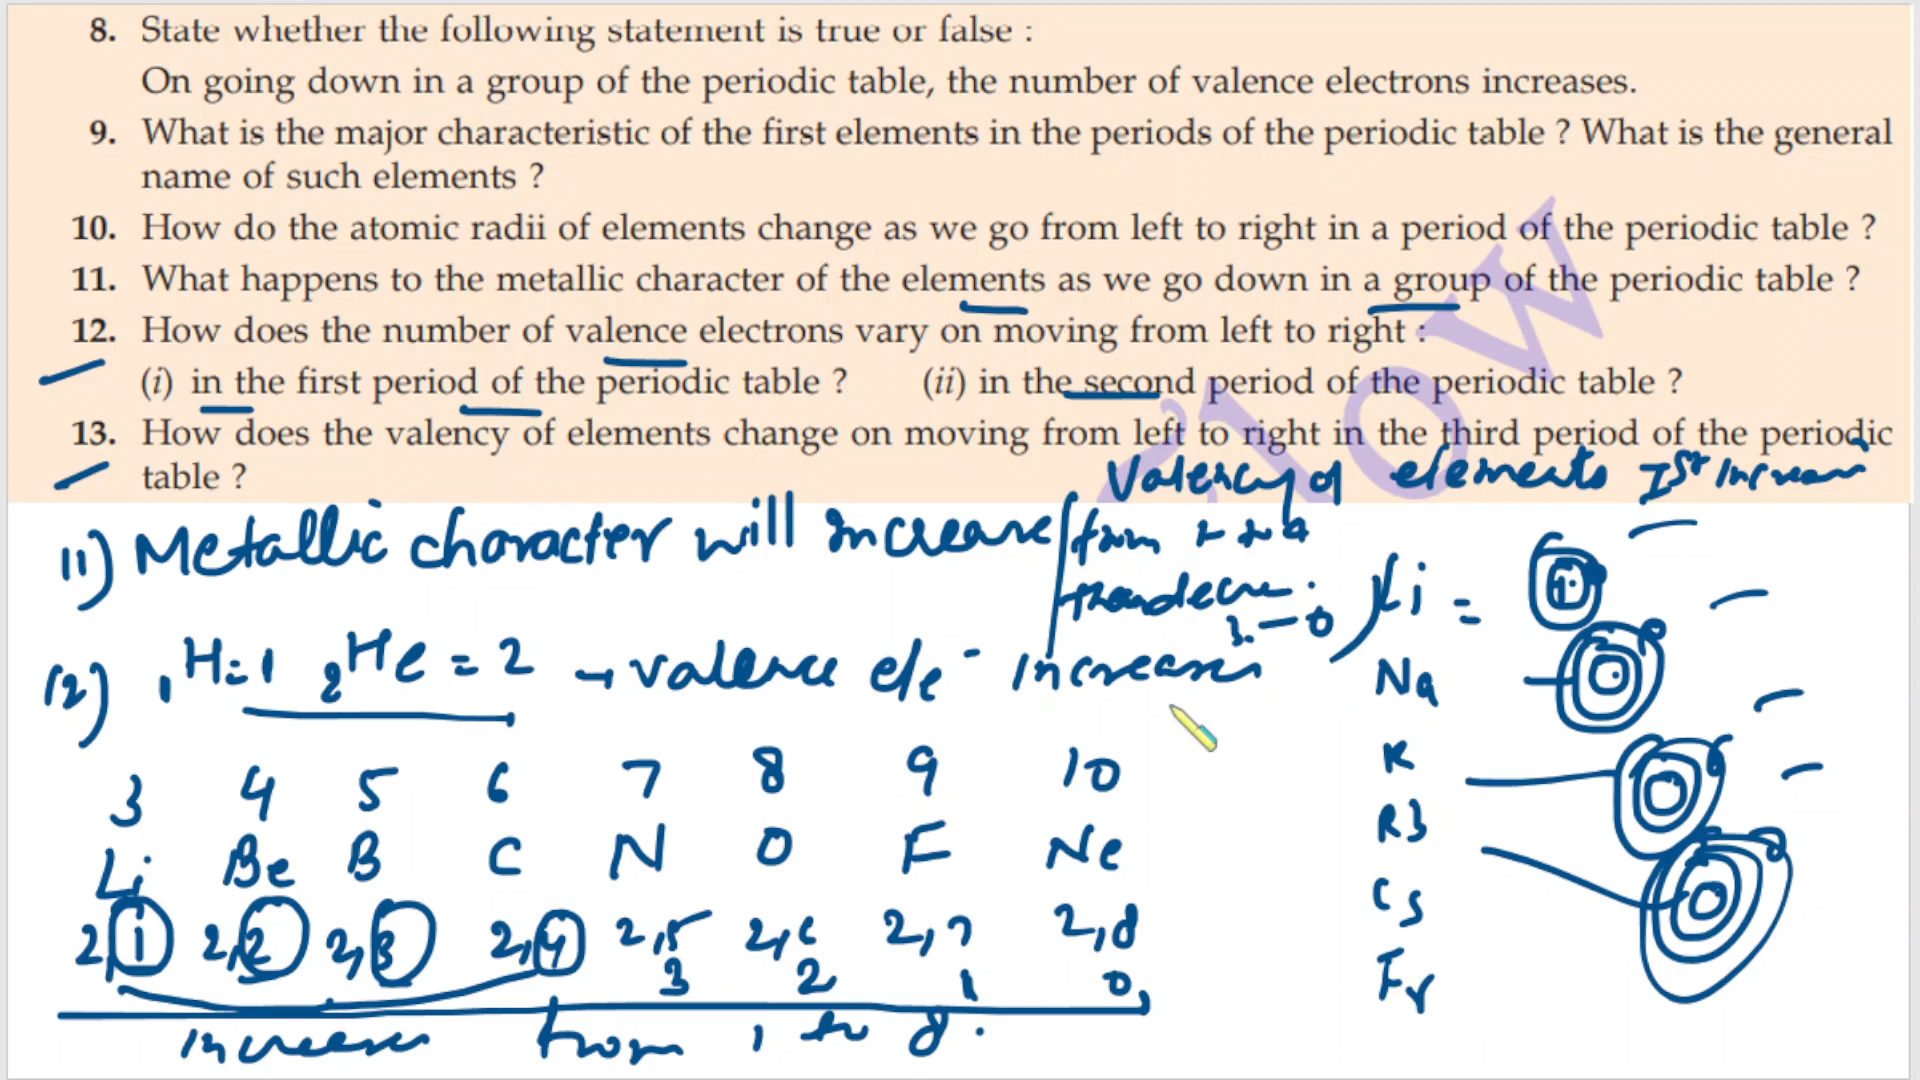 8. State whether the following statement is true or false :
On going down in a group of the periodic table, the number of valence electrons increases.
9. What is the major characteristic of the first elements in the periods of the periodic table ? What is the general
name of such elements ?
10. How do the atomic radii of elements change as we go from left to right in a period of the periodic table ?
11. What happens to the metallic character of the elements as we go down in a group of the periodic table ?
12. How does the number of valence electrons vary on moving from left to right :
(i) in the first period of the periodic table ? (ii) in the second period of the periodic table ?
13. How does the valency of elements change on moving from left to right in the third period of the periodic
table ?
Valency of elements Ist
11) Metallic character will increase
from
Li =
3 - 0
12) 1H=1 2He = 2 → valence ele- increases
Na
3 4 5 6 7 8 9 10
K
Rb
Li Be B C N O F Ne
Cs
2,1 2,2 2,3 2,4 2,5 2,6 2,7 2,8
3 2 1 0
Fr
increases from 1 to 8.